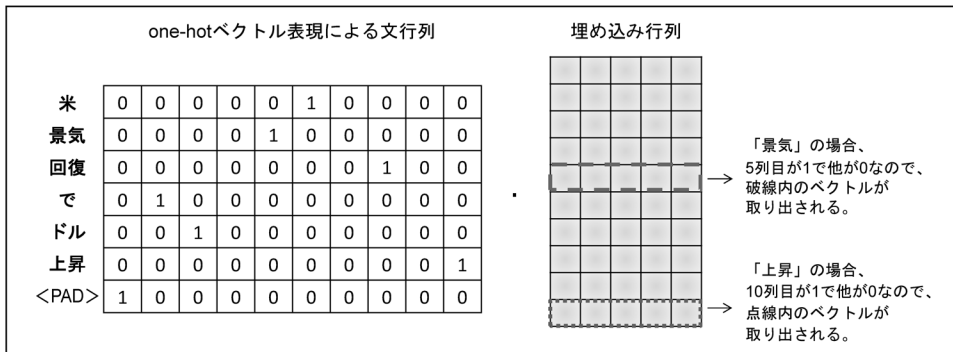 one-hotベクトル表現による文行列
埋め込み行列
米 0 0 0 0 0 1 0 0 0 0
景気 0 0 0 0 1 0 0 0 0 0
回復 0 0 0 0 0 0 0 1 0 0
で 0 1 0 0 0 0 0 0 0 0
ドル 0 0 1 0 0 0 0 0 0 0
上昇 0 0 0 0 0 0 0 0 0 1
<PAD> 1 0 0 0 0 0 0 0 0 0
・
「景気」の場合、
5列目が1で他が0なので、
破線内のベクトルが
取り出される。
「上昇」の場合、
10列目が1で他が0なので、
点線内のベクトルが
取り出される。